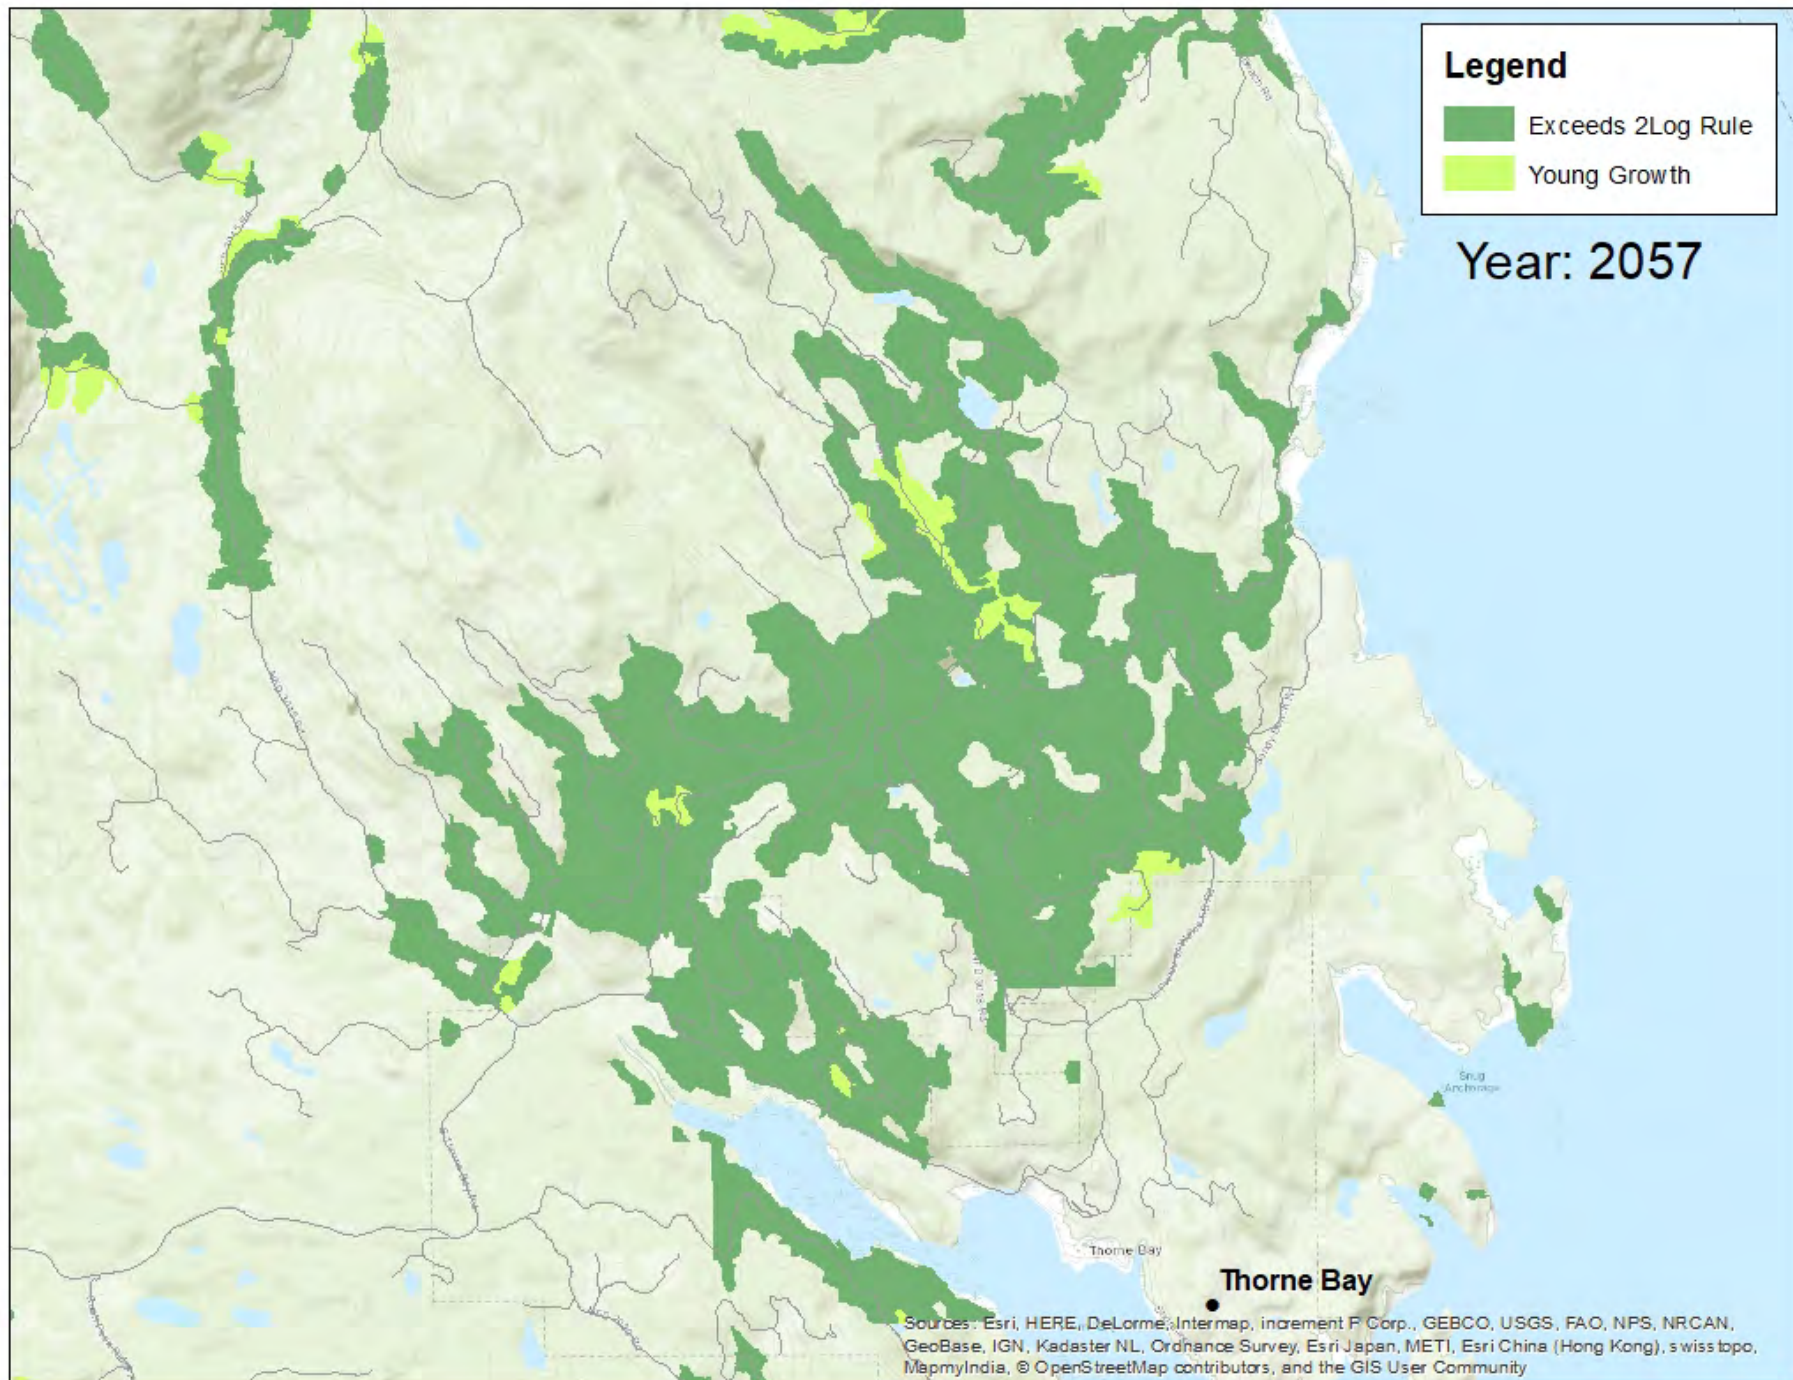 Legend
Exceeds 2Log Rule
Young Growth
Year: 2057
Snug
Anchorage
Thorne Bay
Thorne Bay
Sources: Esri, HERE, DeLorme, Intermap, increment P Corp., GEBCO, USGS, FAO, NPS, NRCAN,
GeoBase, IGN, Kadaster NL, Ordnance Survey, Esri Japan, METI, Esri China (Hong Kong), swisstopo,
MapmyIndia, © OpenStreetMap contributors, and the GIS User Community